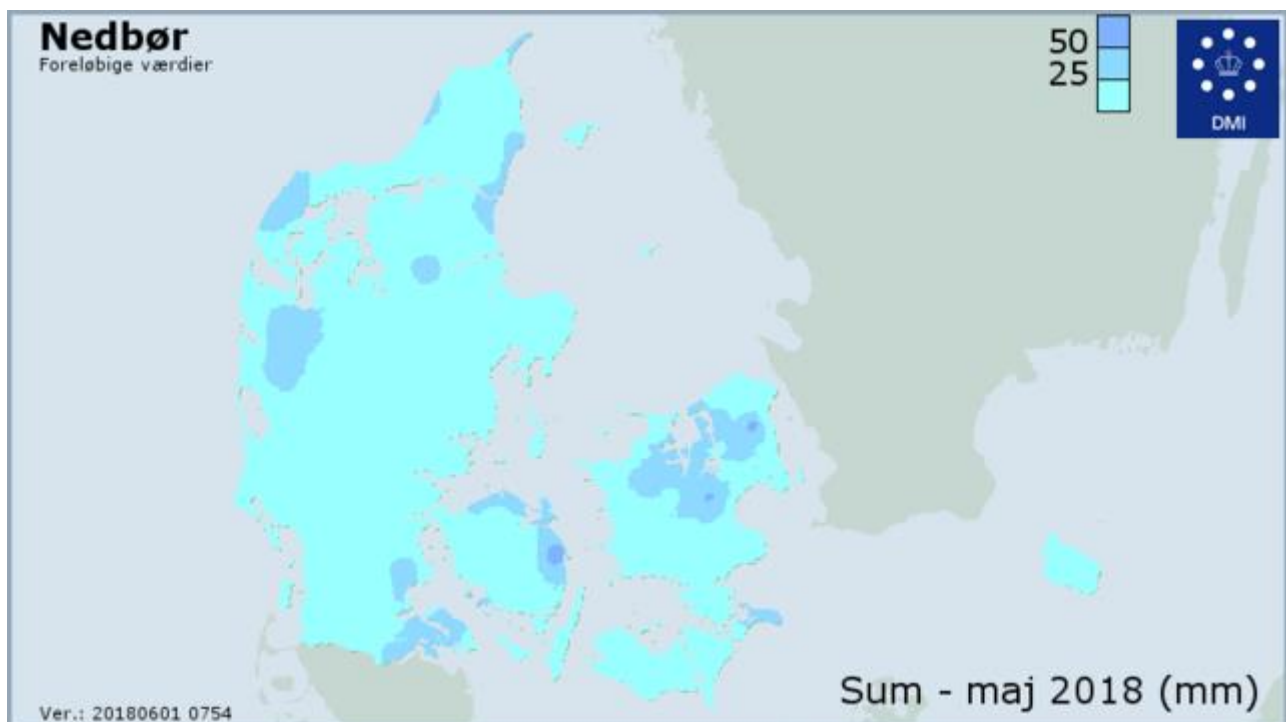 Nedbør
Foreløbige værdier
50
25
DMI
Sum - maj 2018 (mm)
Ver.: 20180601 0754